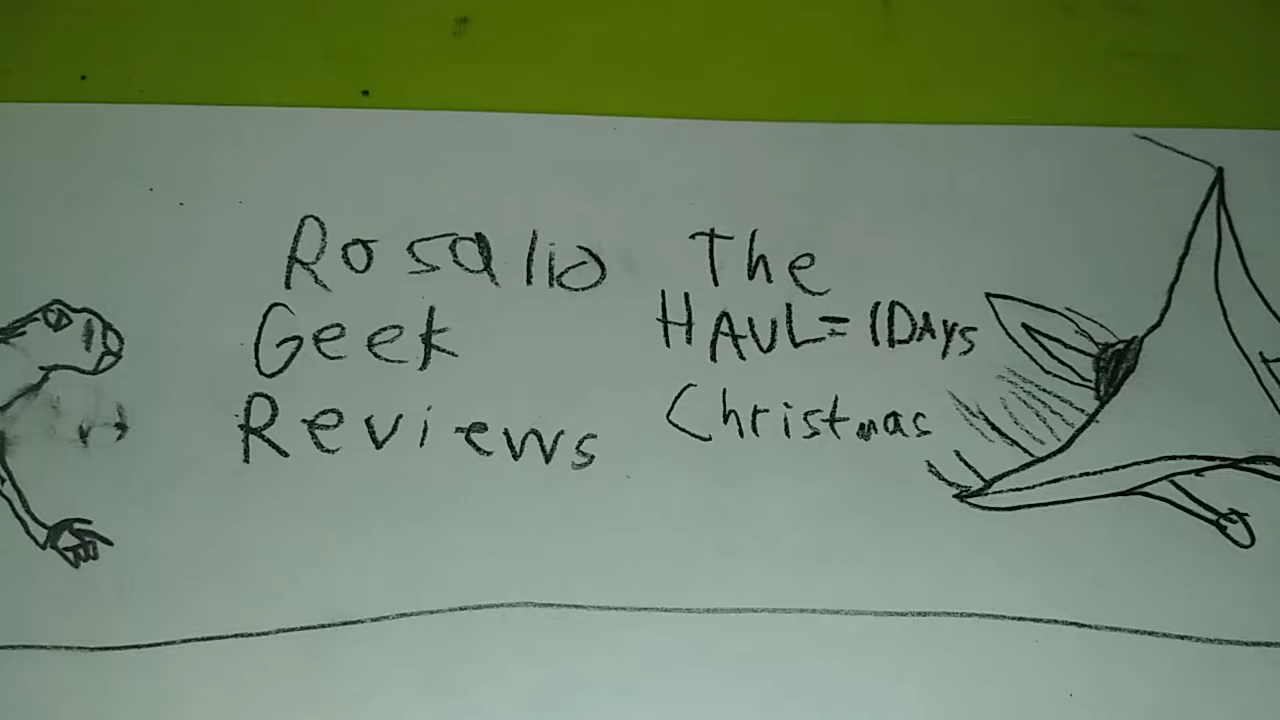 Rosalio
Geek
Reviews
The
HAUL=1DAYS
Christmas